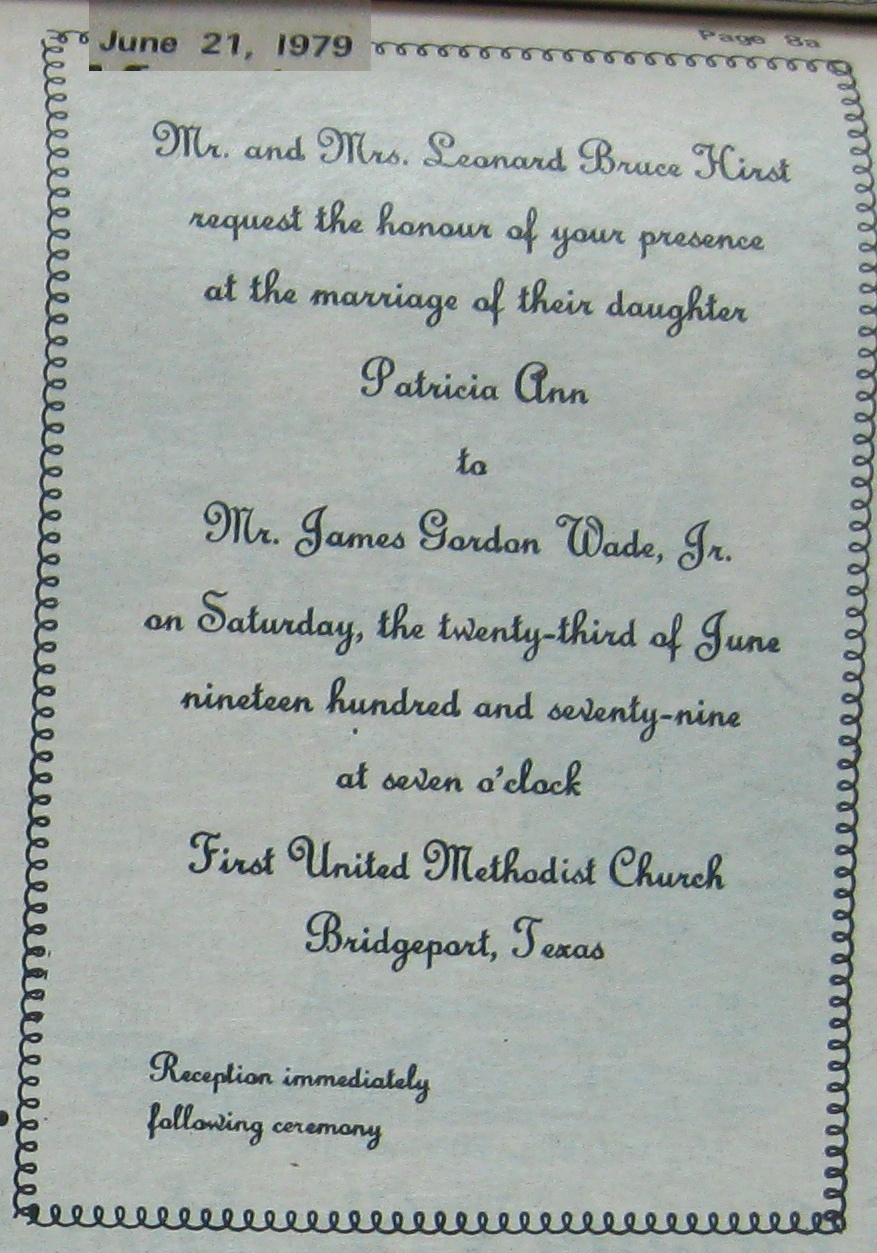 June 21, 1979
Page 8a
Mr. and Mrs. Leonard Bruce Hirst
request the honour of your presence
at the marriage of their daughter
Patricia Ann
to
Mr. James Gordon Wade, Jr.
on Saturday, the twenty-third of June
nineteen hundred and seventy-nine
at seven o'clock
First United Methodist Church
Bridgeport, Texas
Reception immediately
following ceremony